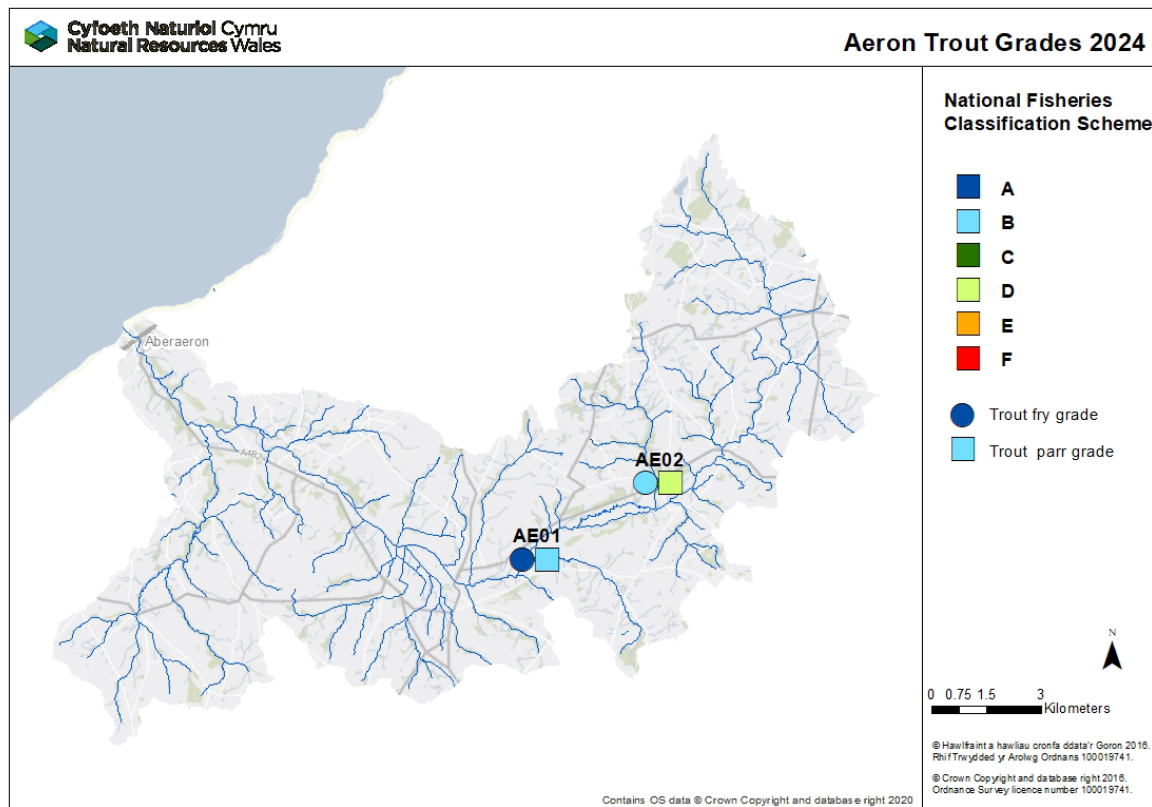 Cyfoeth Naturiol Cymru
Natural Resources Wales
Aeron Trout Grades 2024
National Fisheries
Classification Scheme
A
B
C
D
E
F
Trout fry grade
Trout parr grade
Aberaeron
AE02
AE01
N
0 0.75 1.5 3
Kilometers
© Hawlfraint a hawliau cronfa ddata'r Goron 2016.
Rhif Trwydded yr Arolwg Ordnans 100019741.
© Crown Copyright and database right 2016.
Ordnance Survey licence number 100019741.
Contains OS data © Crown Copyright and database right 2020